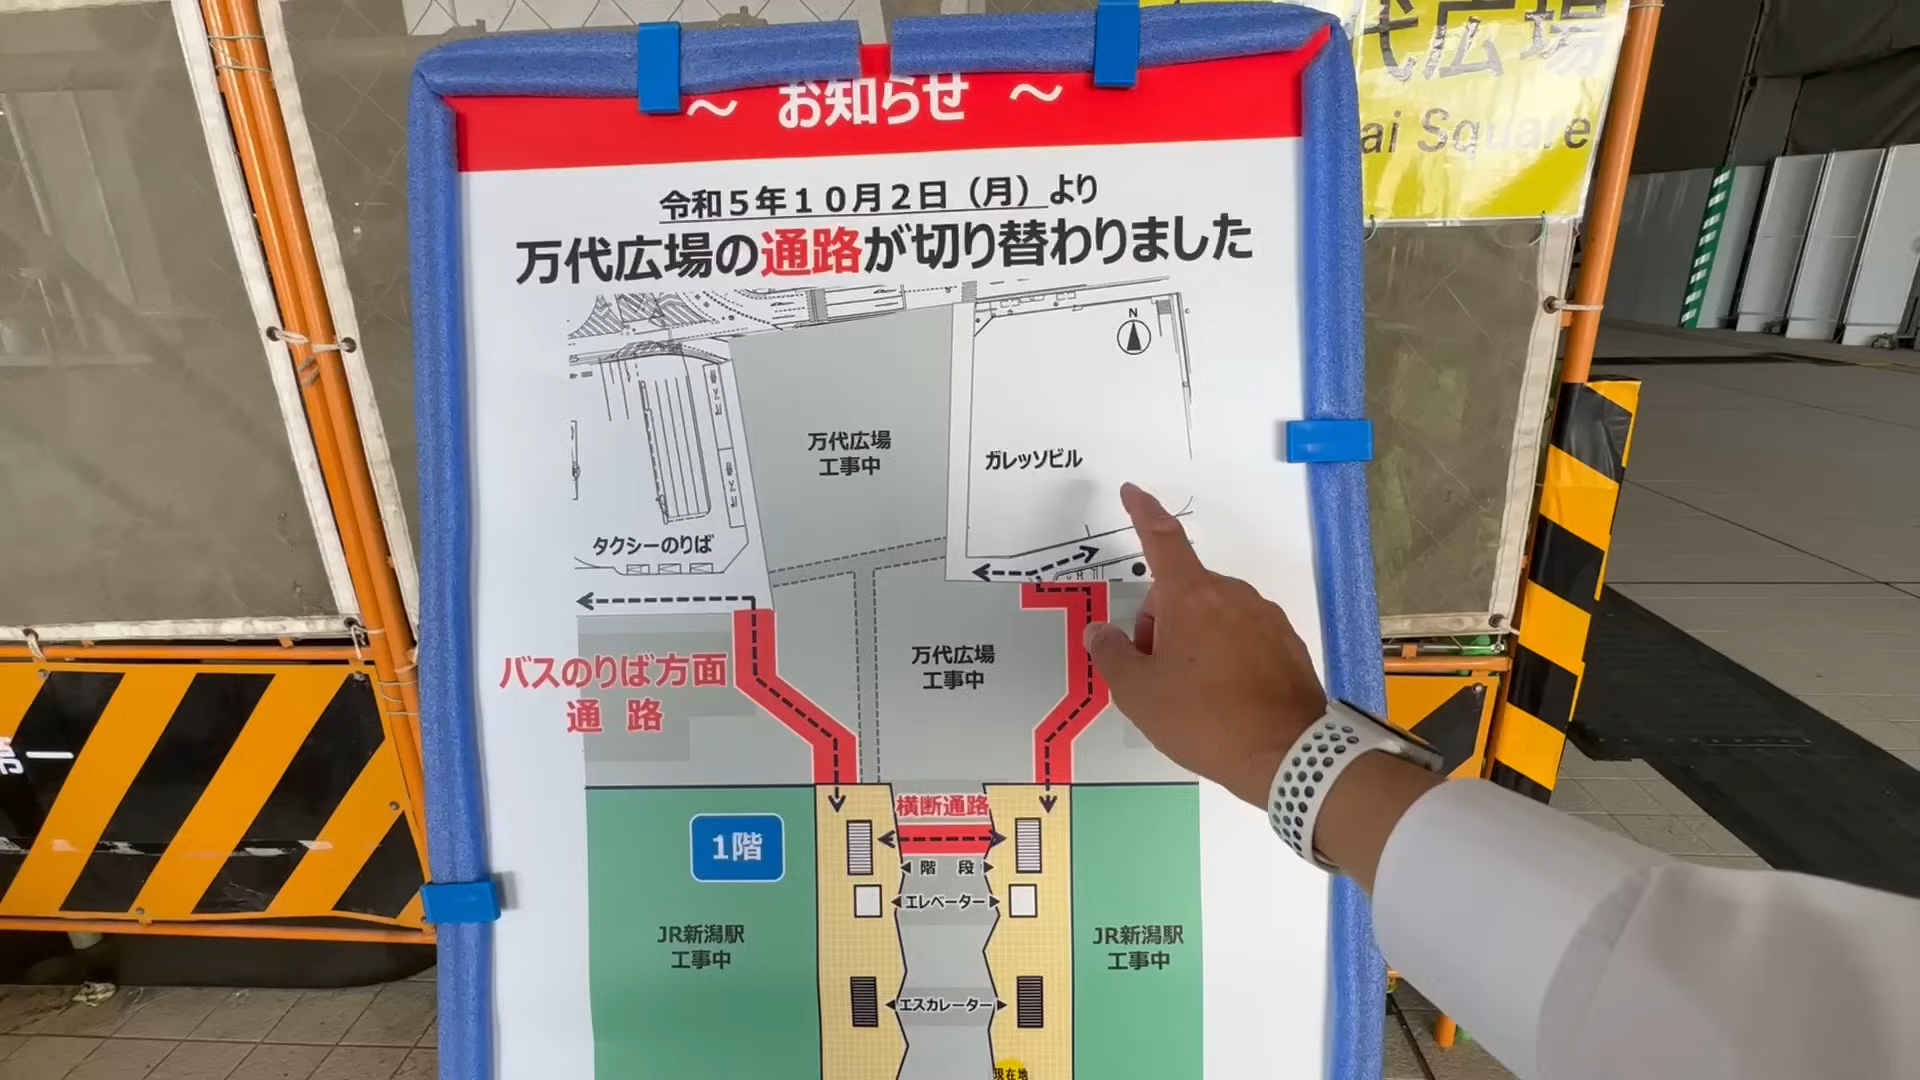 ～ お知らせ ～
代広場
ai Square
令和５年１０月２日（月）より
万代広場の通路が切り替わりました
N
万代広場
工事中
ガレッソビル
タクシーのりば
バスのりば方面
通 路
万代広場
工事中
横断通路
1階
階 段
エレベーター
JR新潟駅
工事中
JR新潟駅
工事中
エスカレーター
現在地